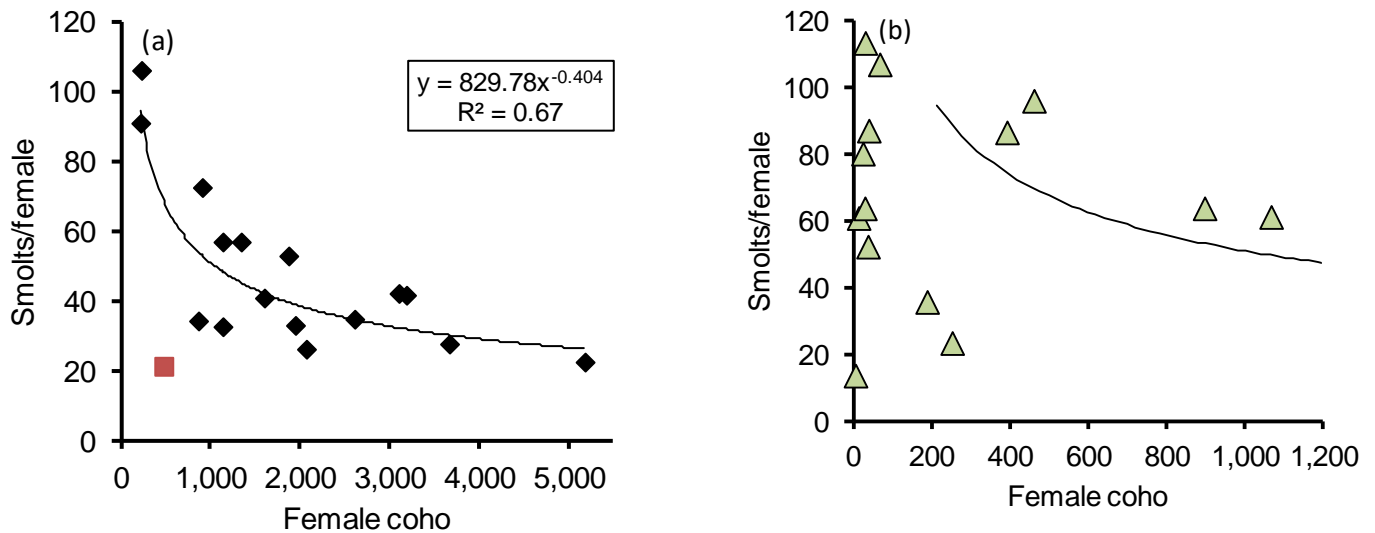 (a)
y = 829.78x^-0.404
R² = 0.67
120
100
80
60
40
20
0
Smolts/female
0 1,000 2,000 3,000 4,000 5,000
Female coho
(b)
120
100
80
60
40
20
0
Smolts/female
0 200 400 600 800 1,000 1,200
Female coho